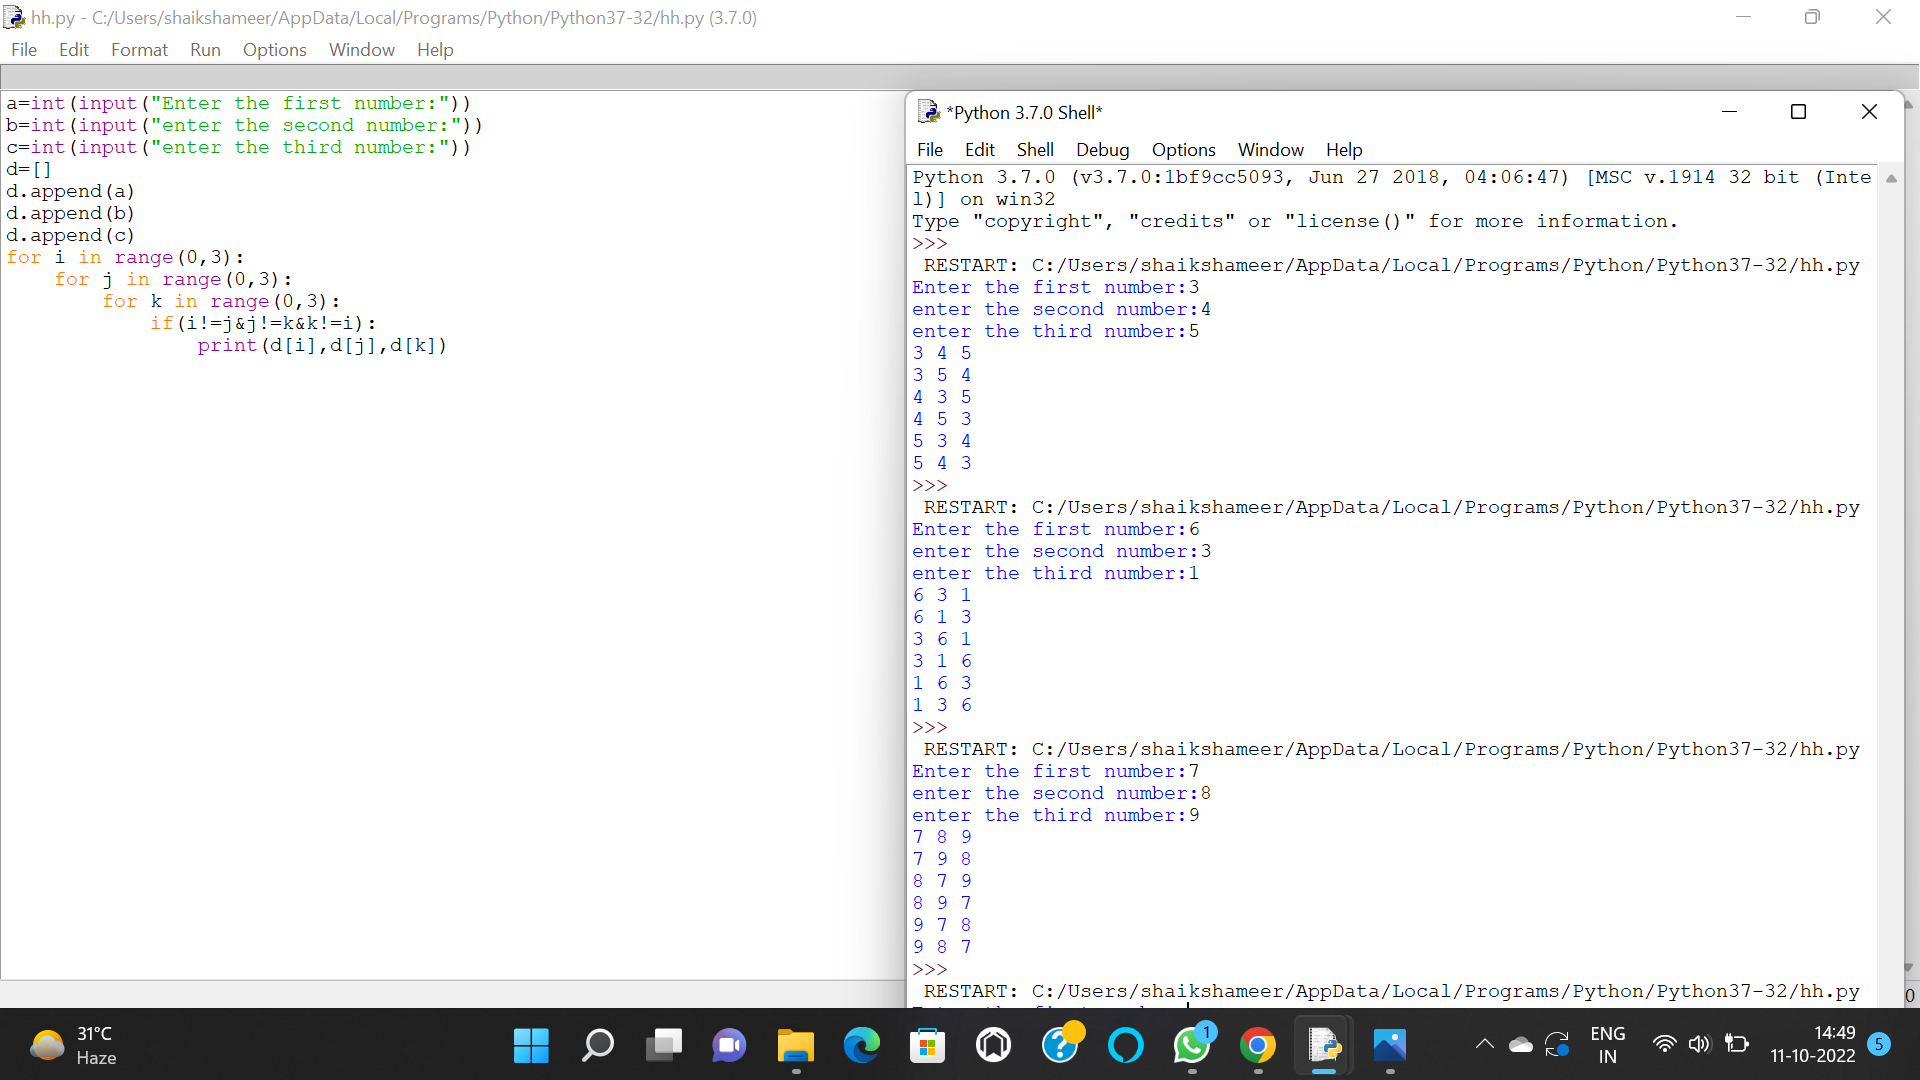 hh.py - C:/Users/shaikshameer/AppData/Local/Programs/Python/Python37-32/hh.py (3.7.0)
File Edit Format Run Options Window Help
a=int(input("Enter the first number:"))
b=int(input("enter the second number:"))
c=int(input("enter the third number:"))
d=[]
d.append(a)
d.append(b)
d.append(c)
for i in range(0,3):
    for j in range(0,3):
        for k in range(0,3):
            if(i!=j&j!=k&k!=i):
                print(d[i],d[j],d[k])
*Python 3.7.0 Shell*
File Edit Shell Debug Options Window Help
Python 3.7.0 (v3.7.0:1bf9cc5093, Jun 27 2018, 04:06:47) [MSC v.1914 32 bit (Inte
l)] on win32
Type "copyright", "credits" or "license()" for more information.
>>>
 RESTART: C:/Users/shaikshameer/AppData/Local/Programs/Python/Python37-32/hh.py
Enter the first number:3
enter the second number:4
enter the third number:5
3 4 5
3 5 4
4 3 5
4 5 3
5 3 4
5 4 3
>>>
 RESTART: C:/Users/shaikshameer/AppData/Local/Programs/Python/Python37-32/hh.py
Enter the first number:6
enter the second number:3
enter the third number:1
6 3 1
6 1 3
3 6 1
3 1 6
1 6 3
1 3 6
>>>
 RESTART: C:/Users/shaikshameer/AppData/Local/Programs/Python/Python37-32/hh.py
Enter the first number:7
enter the second number:8
enter the third number:9
7 8 9
7 9 8
8 7 9
8 9 7
9 7 8
9 8 7
>>>
 RESTART: C:/Users/shaikshameer/AppData/Local/Programs/Python/Python37-32/hh.py
0
31°C
Haze
1
ENG
IN
14:49
11-10-2022
5